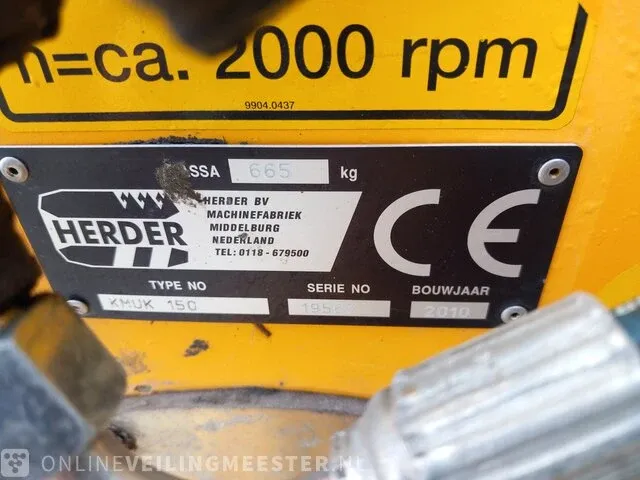 n=ca. 2000 rpm
9904.0437
SSA 665 kg
HERDER
HERDER BV
MACHINEFABRIEK
MIDDELBURG
NEDERLAND
TEL: 0118 - 679500
CE
TYPE NO SERIE NO BOUWJAAR
KMUK 150 2010
ONLINEVEILINGMEESTER.NL